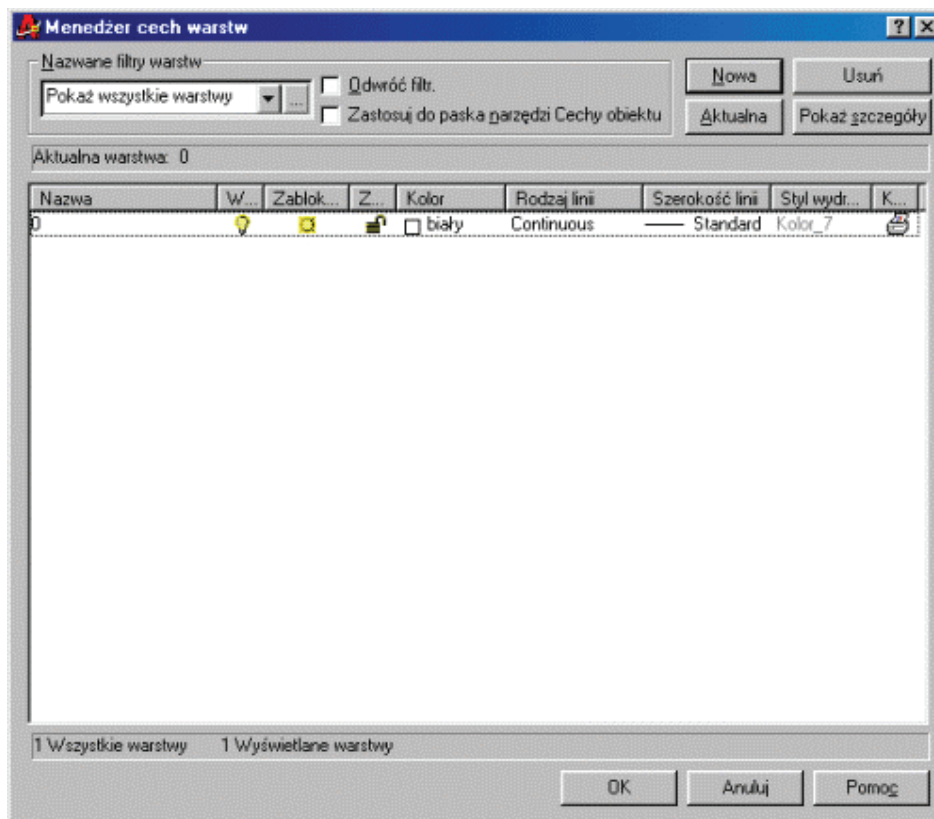 Menedżer cech warstw
Nazwane filtry warstw
Pokaż wszystkie warstwy
...
Odwróć filtr.
Zastosuj do paska narzędzi Cechy obiektu
Nowa
Usuń
Aktualna
Pokaż szczegóły
Aktualna warstwa: 0
Nazwa W... Zablok... Z... Kolor Rodzaj linii Szerokość linii Styl wydr... K...
0 biały Continuous Standard Kolor_7
1 Wszystkie warstwy 1 Wyświetlane warstwy
OK Anuluj Pomoc